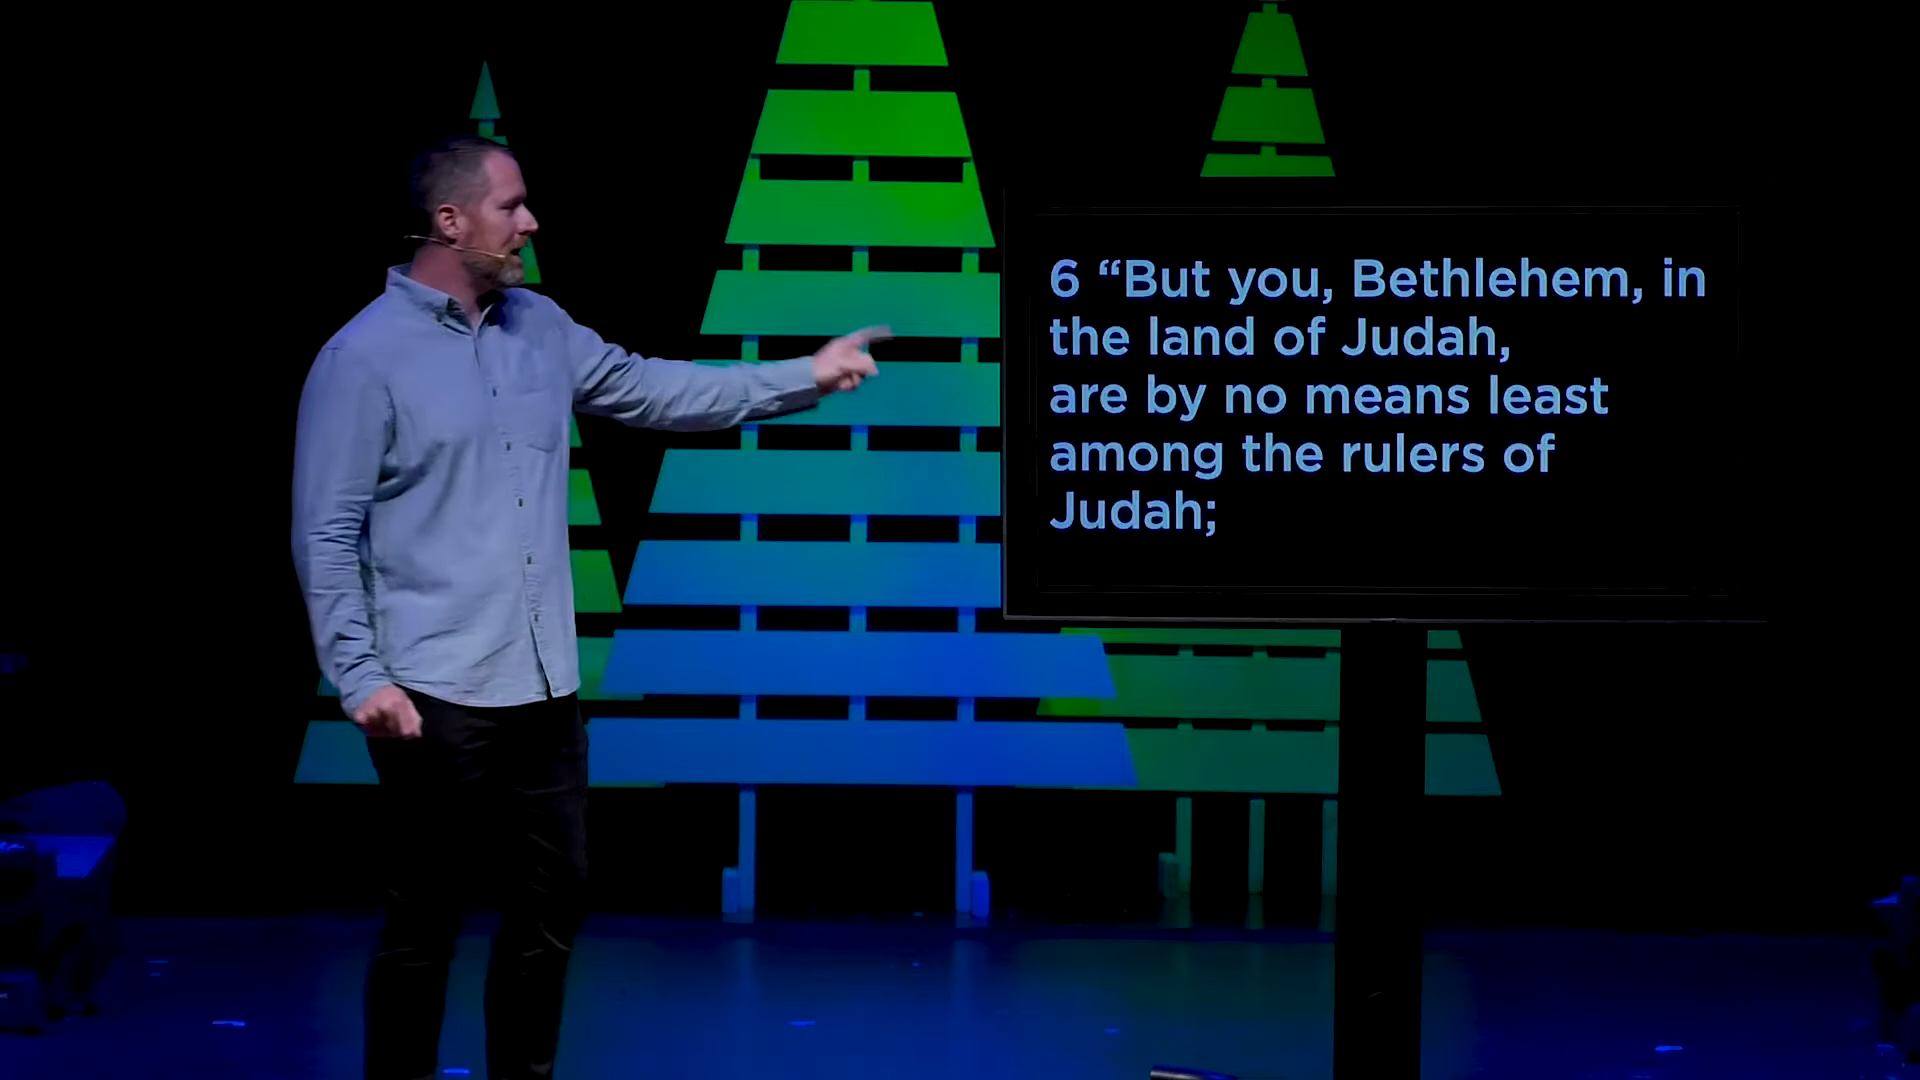 6 “But you, Bethlehem, in
the land of Judah,
are by no means least
among the rulers of
Judah;